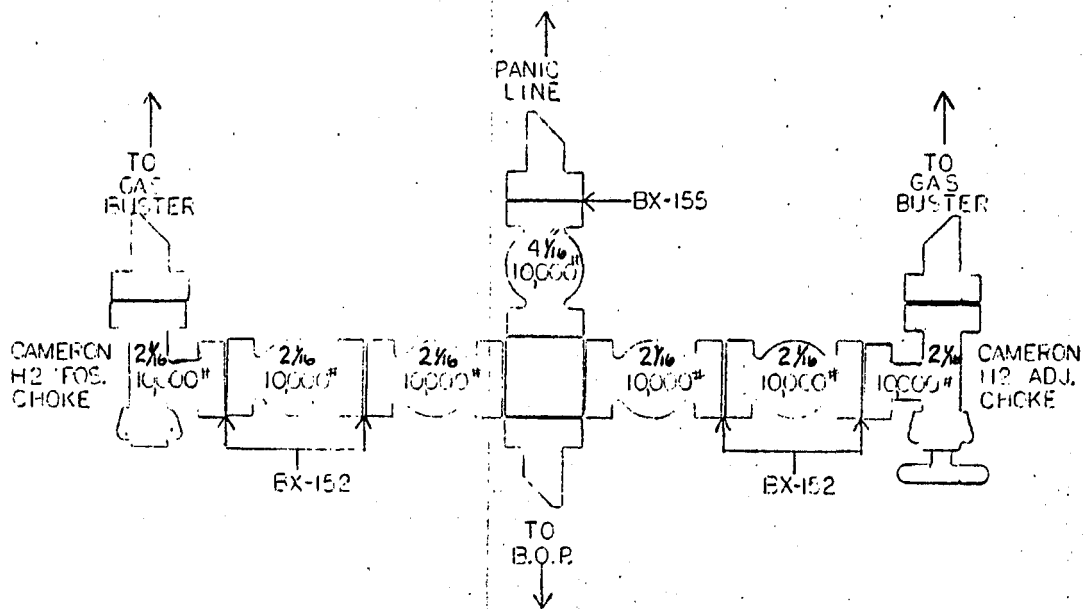 PANIC
LINE
TO
GAS
BUSTER
TO
GAS
BUSTER
BX-155
4 1/16
10,000#
CAMERON
H2 POS.
CHOKE
2 1/16
10,000#
2 1/16
10,000#
2 1/16
10,000#
2 1/16
10,000#
2 1/16
10,000#
2 1/16
10,000#
CAMERON
H2 ADJ.
CHOKE
BX-152
BX-152
TO
B.O.P.